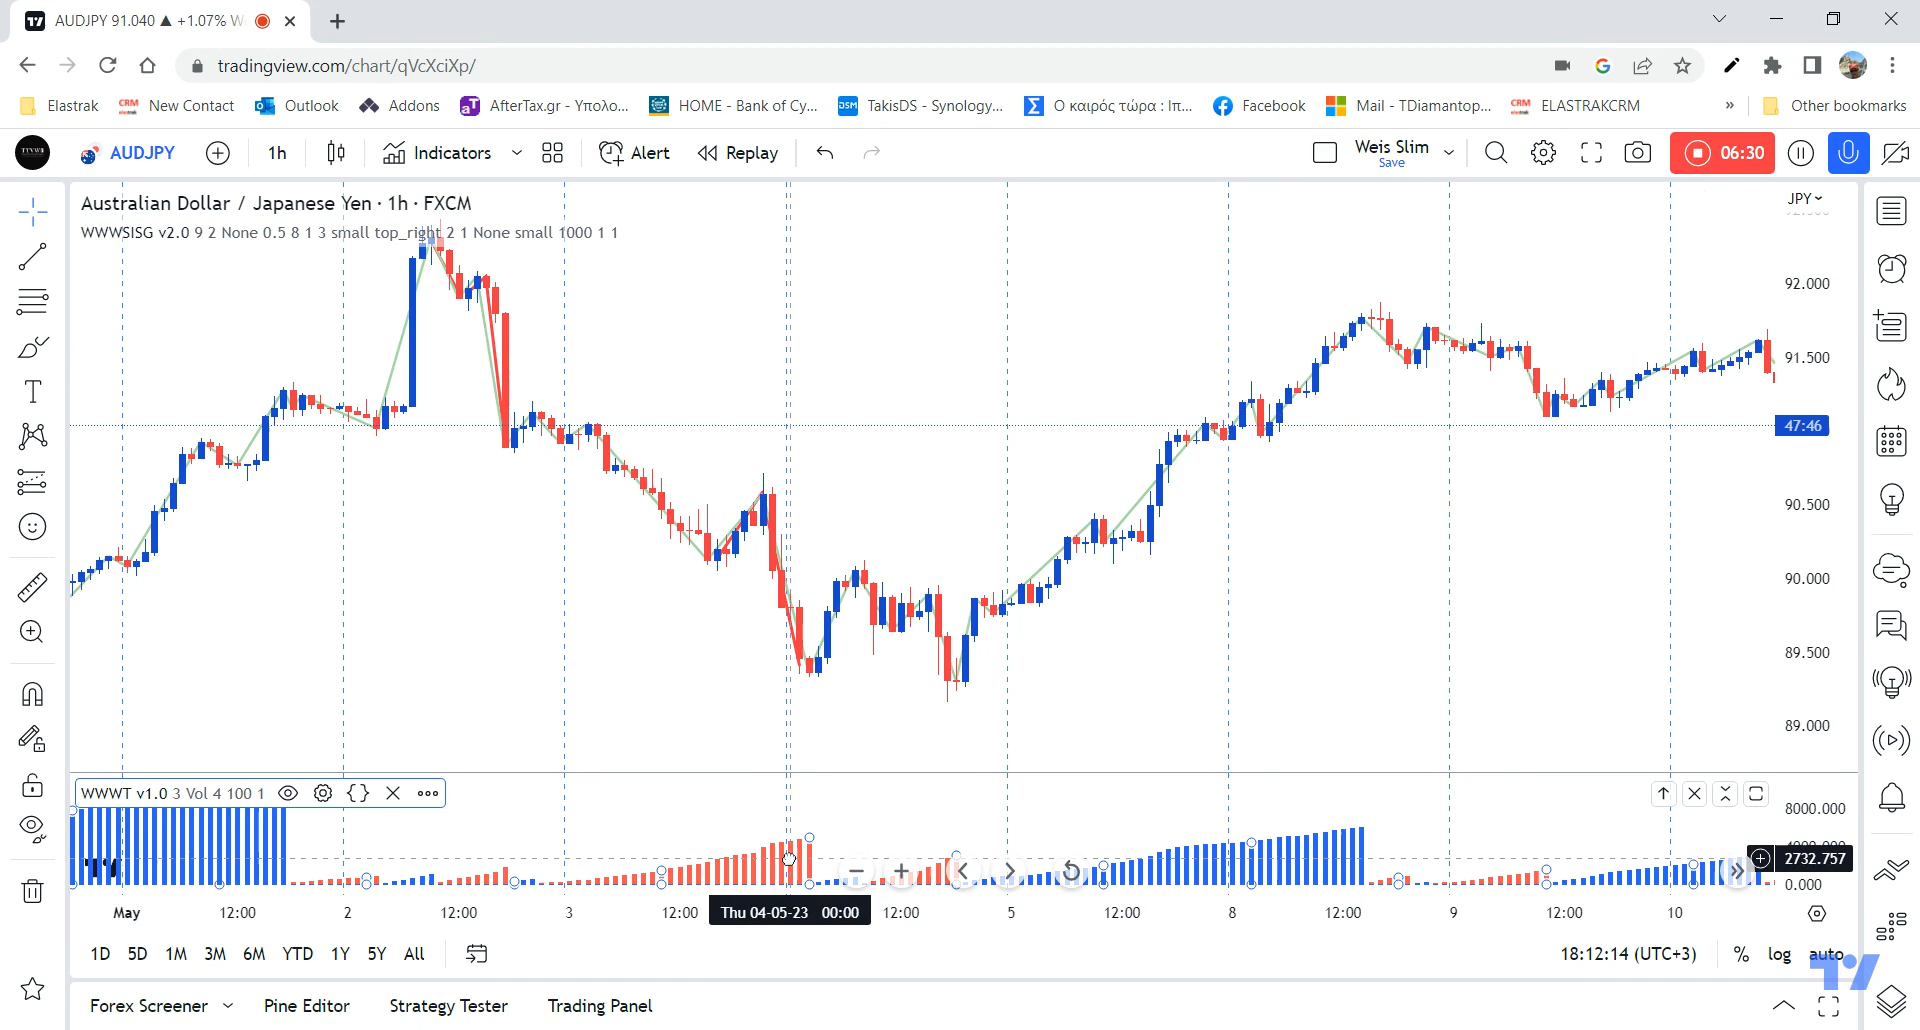 AUDJPY 91.040 ▲ +1.07% W
tradingview.com/chart/qVcXciXp/
Elastrak
CRM New Contact
Outlook
Addons
AfterTax.gr - Υπολο...
HOME - Bank of Cy...
DSM TakisDS - Synology...
Σ Ο καιρός τώρα : Ιπ...
Facebook
Mail - TDiamantop...
CRM ELASTRAKCRM
»
Other bookmarks
AUDJPY
1h
Indicators
Alert
Replay
Weis Slim
Save
06:30
Australian Dollar / Japanese Yen · 1h · FXCM
WWWSISG v2.0 9 2 None 0.5 8 1 3 small top_right 2 1 None small 1000 1 1
JPY
92.000
91.500
47:46
90.500
90.000
89.500
89.000
WWWT v1.0 3 Vol 4 100 1
8000.000
2732.757
0.000
May 12:00 2 12:00 3 12:00 Thu 04-05-23 00:00 12:00 5 12:00 8 12:00 9 12:00 10
1D 5D 1M 3M 6M YTD 1Y 5Y All
18:12:14 (UTC+3) % log auto
Forex Screener Pine Editor Strategy Tester Trading Panel